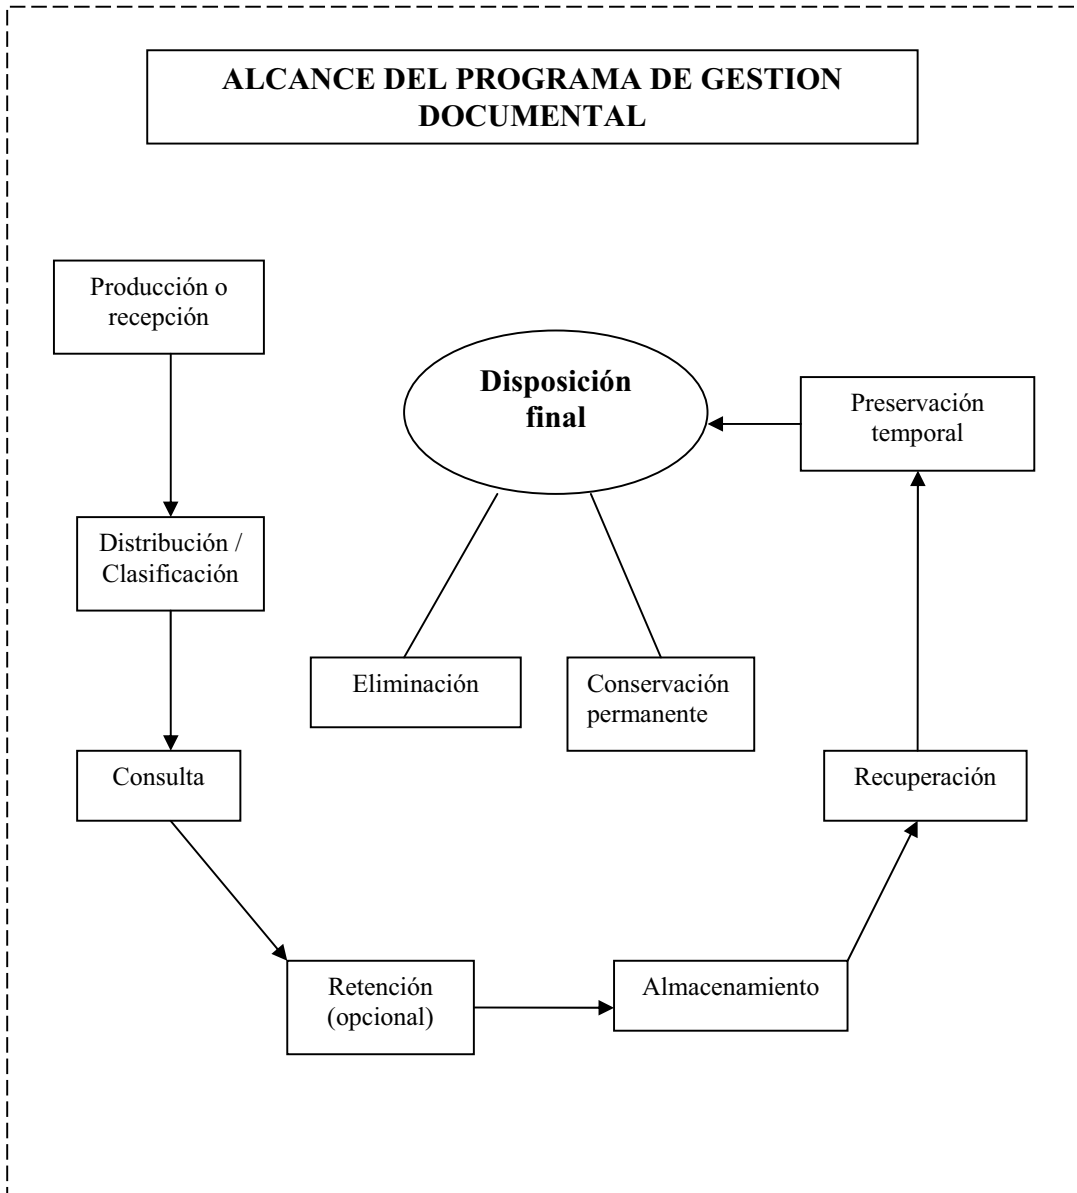 ALCANCE DEL PROGRAMA DE GESTION
DOCUMENTAL
Producción o
recepción
Disposición
final
Preservación
temporal
Distribución /
Clasificación
Eliminación
Conservación
permanente
Consulta
Recuperación
Retención
(opcional)
Almacenamiento